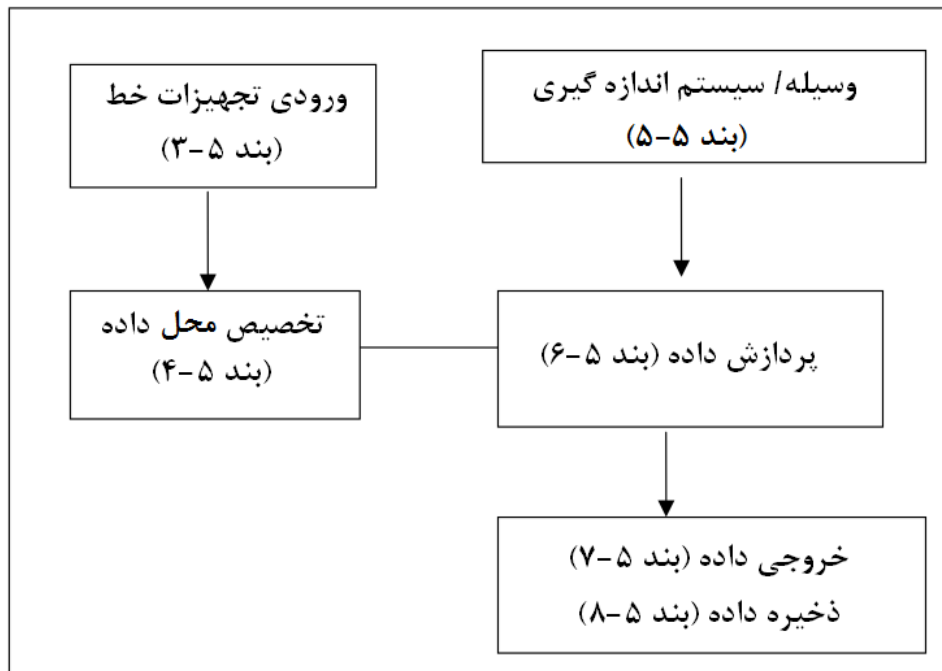 وسیله/ سیستم اندازه گیری
(بند ۵-۵)
ورودی تجهیزات خط
(بند ۵-۳)
تخصیص محل داده
(بند ۵-۴)
پردازش داده (بند ۵-۶)
خروجی داده (بند ۵-۷)
ذخیره داده (بند ۵-۸)